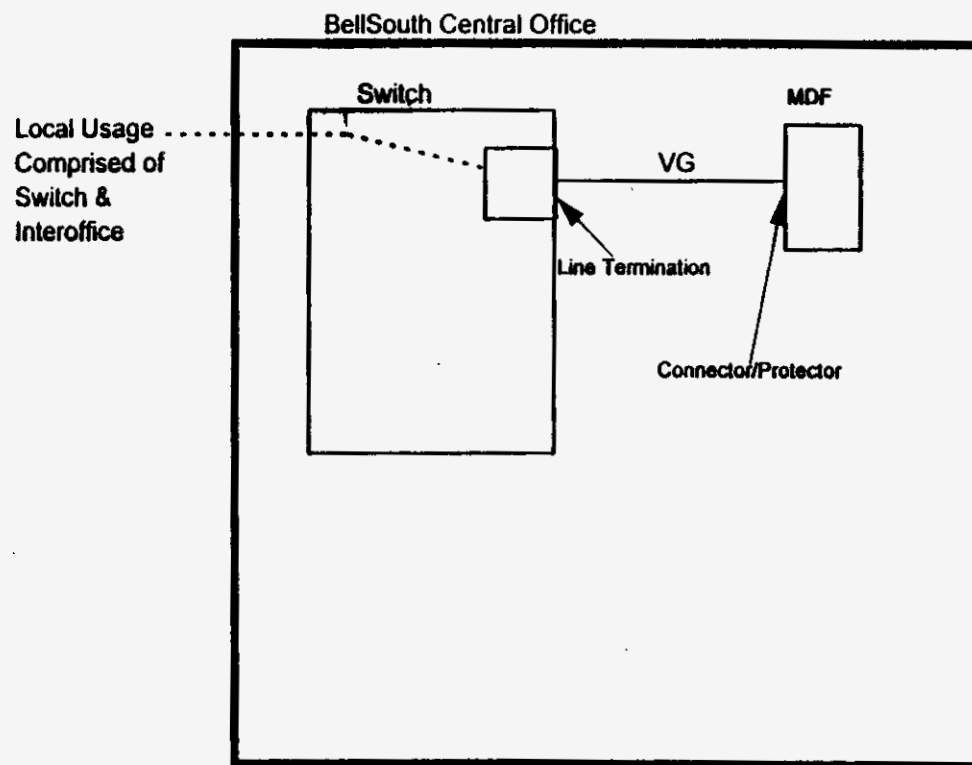 BellSouth Central Office
Switch
MDF
Local Usage
Comprised of
Switch &
Interoffice
VG
Line Termination
Connector/Protector